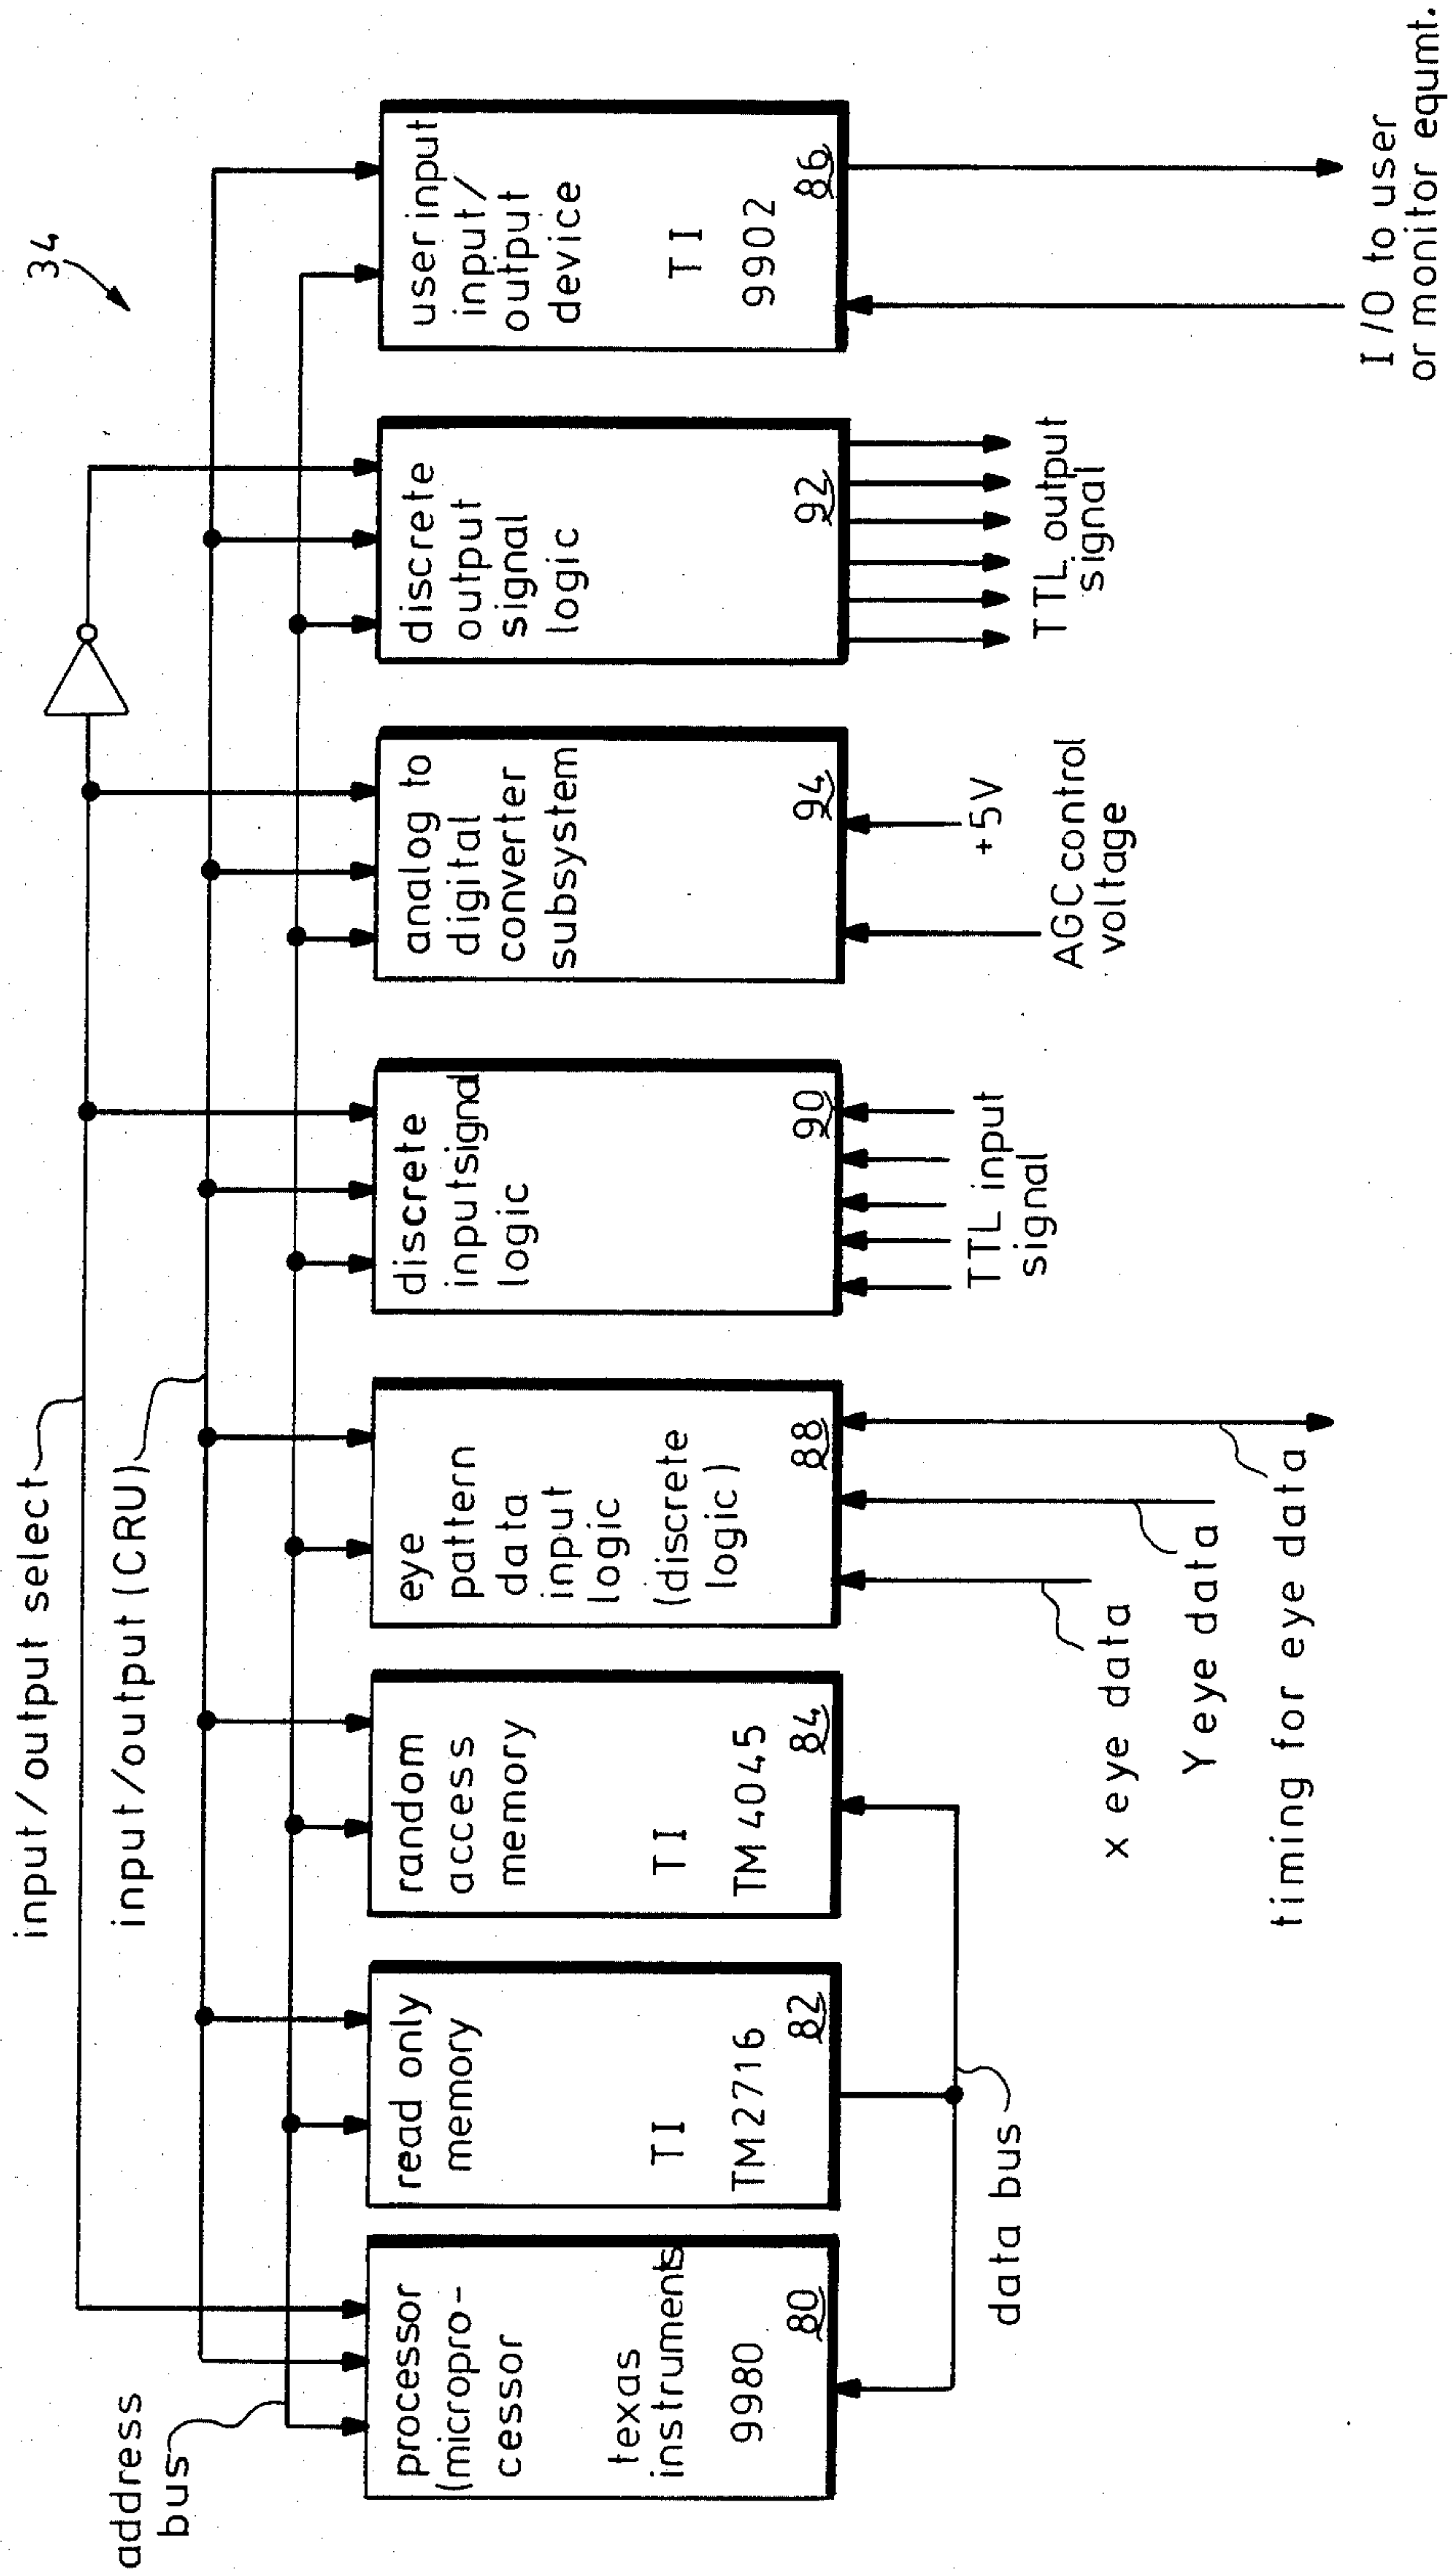 34
input/output select
input/output (CRU)
address
bus
processor
(micropro-
cessor
texas
instruments
9980
80
read only
memory
TI
TM2716
82
random
access
memory
TI
TM4045
84
eye
pattern
data
input
logic
(discrete
logic)
88
discrete
inputsignal
logic
90
analog to
digital
converter
subsystem
94
discrete
output
signal
logic
92
user input
input/
output
device
TI
9902
86
data bus
x eye data
Y eye data
timing for eye data
TTL input
signal
+5V
AGC control
voltage
TTL output
signal
I/O to user
or monitor equmt.